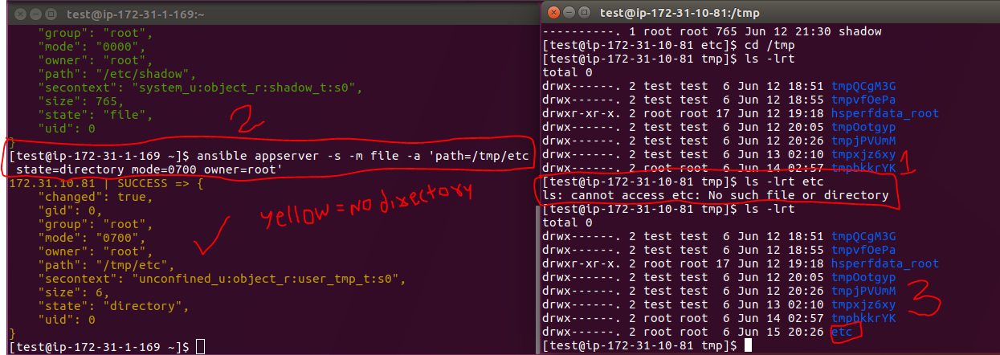 test@ip-172-31-1-169:~
"group": "root",
"mode": "0000",
"owner": "root",
"path": "/etc/shadow",
"secontext": "system_u:object_r:shadow_t:s0",
"size": 765,
"state": "file",
"uid": 0
}
2
[test@ip-172-31-1-169 ~]$ ansible appserver -s -m file -a 'path=/tmp/etc
state=directory mode=0700 owner=root'
172.31.10.81 | SUCCESS => {
"changed": true,
"gid": 0,
"group": "root",
"mode": "0700",
"owner": "root",
"path": "/tmp/etc",
"secontext": "unconfined_u:object_r:user_tmp_t:s0",
"size": 6,
"state": "directory",
"uid": 0
}
[test@ip-172-31-1-169 ~]$
yellow = NO directory
test@ip-172-31-10-81:/tmp
----------. 1 root root 765 Jun 12 21:30 shadow
[test@ip-172-31-10-81 etc]$ cd /tmp
[test@ip-172-31-10-81 tmp]$ ls -lrt
total 0
drwx------. 2 test test 6 Jun 12 18:51 tmpQCgM3G
drwx------. 2 test test 6 Jun 12 18:55 tmpvfOePa
drwxr-xr-x. 2 root root 17 Jun 12 19:18 hsperfdata_root
drwx------. 2 test test 6 Jun 12 20:05 tmpOotgyp
drwx------. 2 test test 6 Jun 12 20:26 tmpjPVUmM
drwx------. 2 test test 6 Jun 13 02:10 tmpxjz6xy
drwx------. 2 root root 6 Jun 14 02:57 tmpbkkrYK
1
[test@ip-172-31-10-81 tmp]$ ls -lrt etc
ls: cannot access etc: No such file or directory
[test@ip-172-31-10-81 tmp]$ ls -lrt
total 0
drwx------. 2 test test 6 Jun 12 18:51 tmpQCgM3G
drwx------. 2 test test 6 Jun 12 18:55 tmpvfOePa
drwxr-xr-x. 2 root root 17 Jun 12 19:18 hsperfdata_root
drwx------. 2 test test 6 Jun 12 20:05 tmpOotgyp
drwx------. 2 test test 6 Jun 12 20:26 tmpjPVUmM
drwx------. 2 test test 6 Jun 13 02:10 tmpxjz6xy
drwx------. 2 root root 6 Jun 14 02:57 tmpbkkrYK
drwx------. 2 root root 6 Jun 15 20:26 etc
3
[test@ip-172-31-10-81 tmp]$